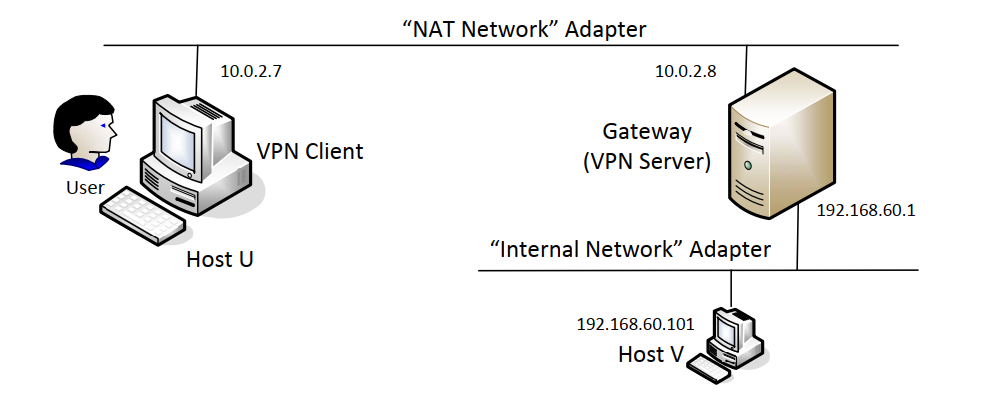 “NAT Network” Adapter
10.0.2.7
10.0.2.8
VPN Client
User
Host U
Gateway
(VPN Server)
192.168.60.1
“Internal Network” Adapter
192.168.60.101
Host V